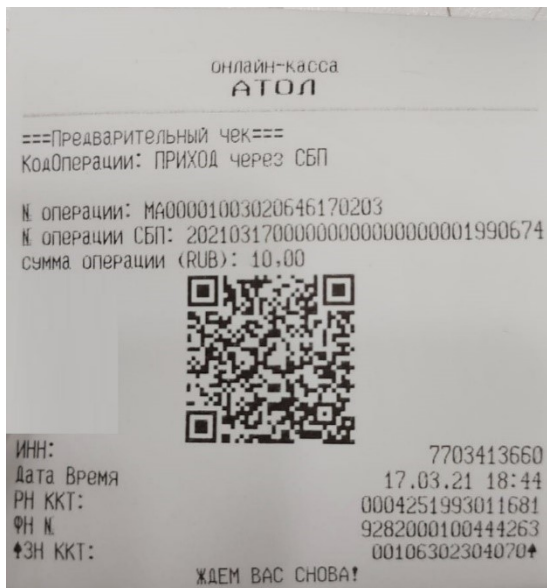 онлайн-касса
АТОЛ
===Предварительный чек===
КодОперации: ПРИХОД через СБП
№ операции: MA00001003020646170203
№ операции СБП: 20210317000000000000000001990674
сумма операции (RUB): 10,00
ИНН: 7703413660
Дата Время 17.03.21 18:44
РН ККТ: 0004251993011681
ФН № 9282000100444263
♠ЗН ККТ: 00106302304070♠
ЖДЕМ ВАС СНОВА!